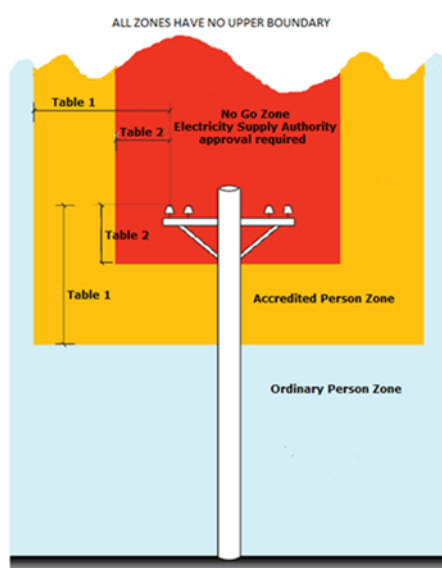 ALL ZONES HAVE NO UPPER BOUNDARY
Table 1
No Go Zone
Electricity Supply Authority
approval required
Table 2
Table 2
Table 1
Accredited Person Zone
Ordinary Person Zone